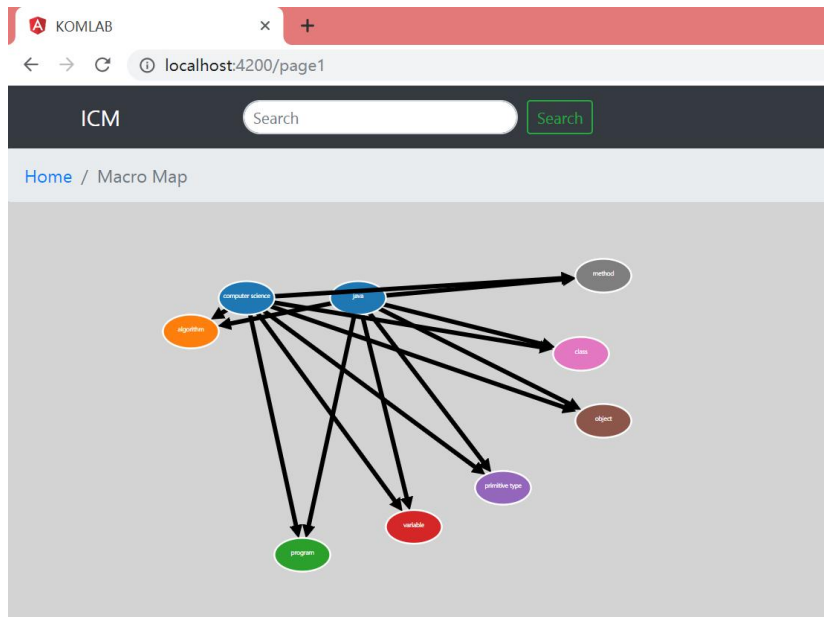 KOMLAB
localhost:4200/page1
ICM Search Search
Home / Macro Map
method
computer science java
algorithm
class
object
primitive type
variable
program